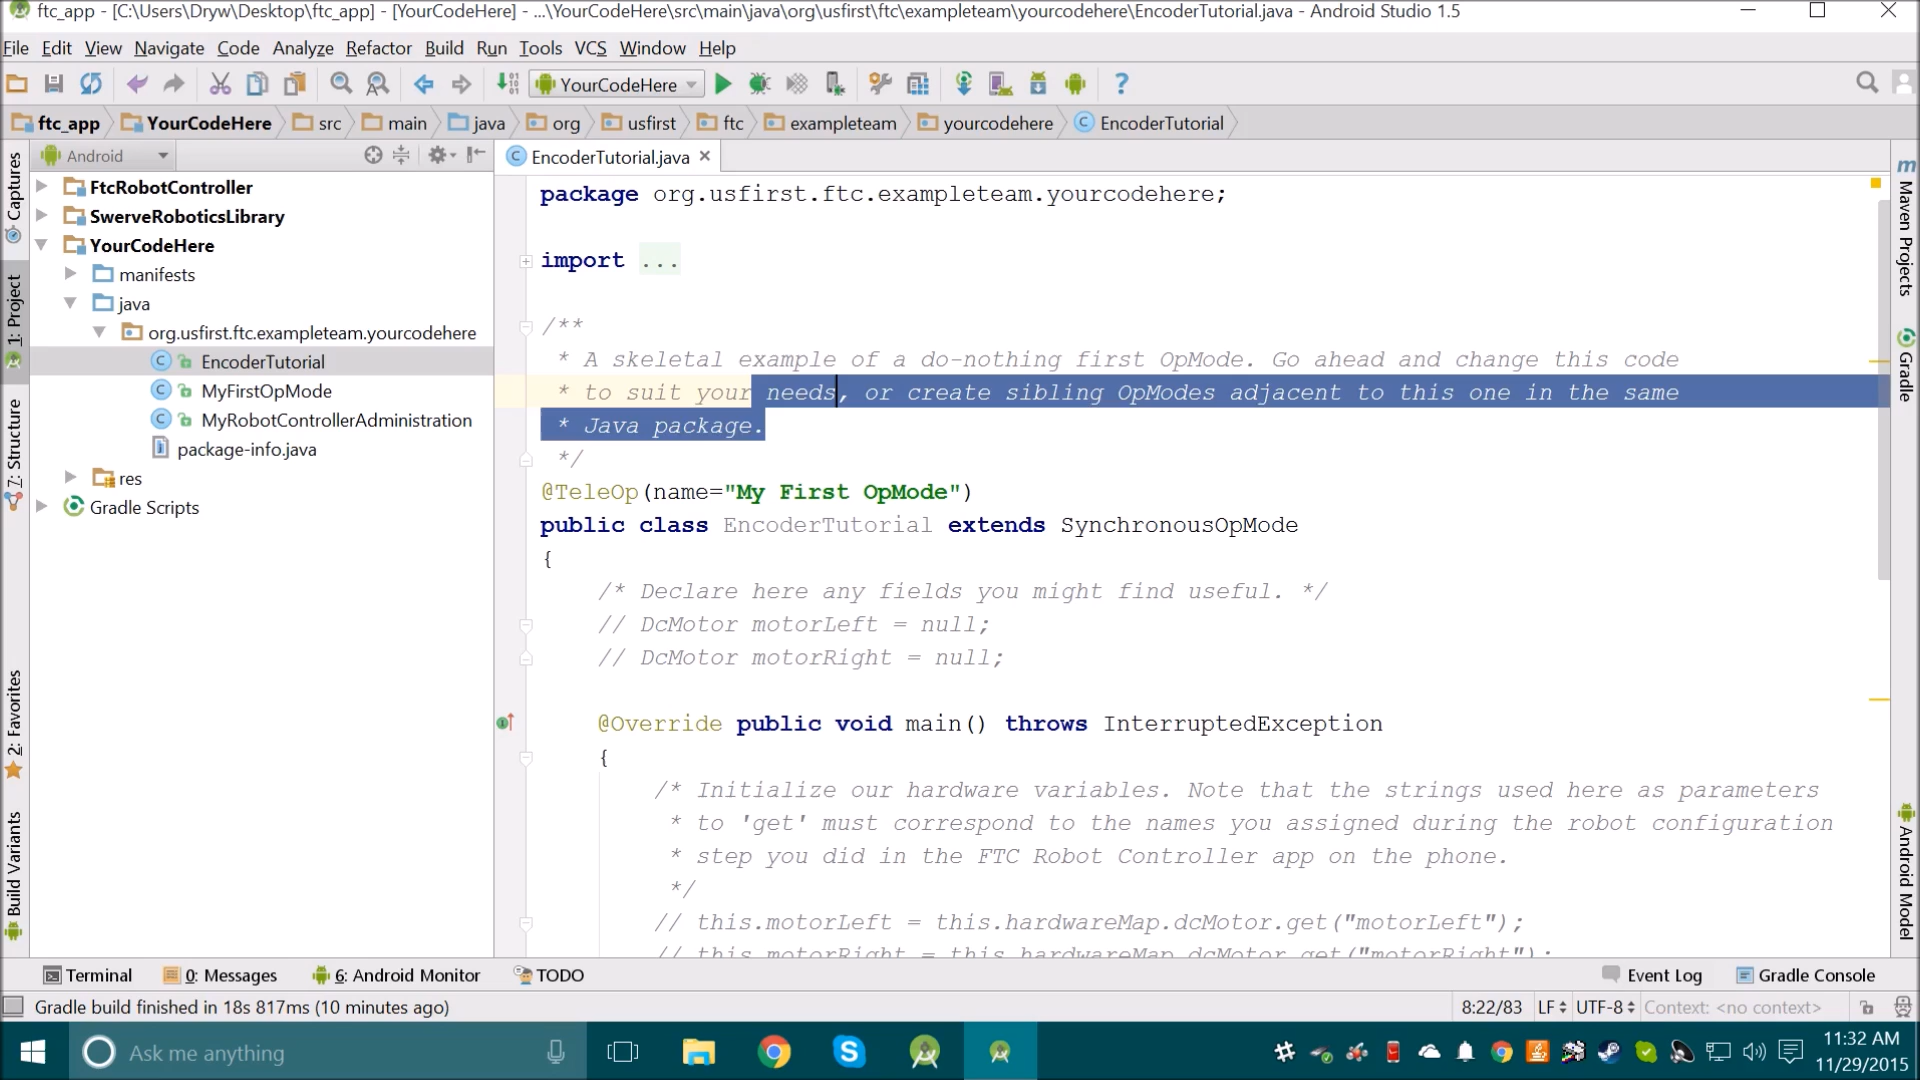 ftc_app - [C:\Users\Dryw\Desktop\ftc_app] - [YourCodeHere] - ...\YourCodeHere\src\main\java\org\usfirst\ftc\exampleteam\yourcodehere\EncoderTutorial.java - Android Studio 1.5
File Edit View Navigate Code Analyze Refactor Build Run Tools VCS Window Help
YourCodeHere
ftc_app YourCodeHere src main java org usfirst ftc exampleteam yourcodehere EncoderTutorial
Captures
1: Project
7: Structure
2: Favorites
Build Variants
Android
FtcRobotController
SwerveRoboticsLibrary
YourCodeHere
manifests
java
org.usfirst.ftc.exampleteam.yourcodehere
EncoderTutorial
MyFirstOpMode
MyRobotControllerAdministration
package-info.java
res
Gradle Scripts
EncoderTutorial.java
package org.usfirst.ftc.exampleteam.yourcodehere;
import ...
/**
* A skeletal example of a do-nothing first OpMode. Go ahead and change this code
* to suit your needs, or create sibling OpModes adjacent to this one in the same
* Java package.
*/
@TeleOp(name="My First OpMode")
public class EncoderTutorial extends SynchronousOpMode
{
/* Declare here any fields you might find useful. */
// DcMotor motorLeft = null;
// DcMotor motorRight = null;
@Override public void main() throws InterruptedException
{
/* Initialize our hardware variables. Note that the strings used here as parameters
* to 'get' must correspond to the names you assigned during the robot configuration
* step you did in the FTC Robot Controller app on the phone.
*/
// this.motorLeft = this.hardwareMap.dcMotor.get("motorLeft");
// this.motorRight = this.hardwareMap.dcMotor.get("motorRight");
Maven Projects
Gradle
Android Model
Terminal 0: Messages 6: Android Monitor TODO Event Log Gradle Console
Gradle build finished in 18s 817ms (10 minutes ago) 8:22/83 LF UTF-8 Context: <no context>
Ask me anything
11:32 AM
11/29/2015